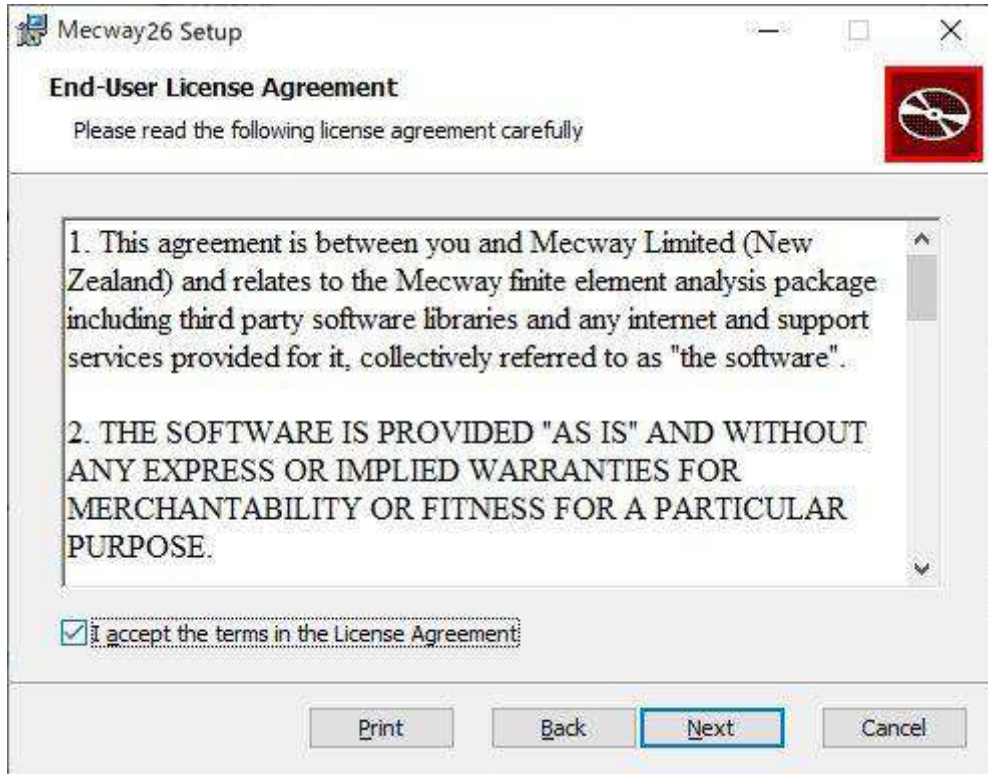 Mecway26 Setup
End-User License Agreement
Please read the following license agreement carefully
1. This agreement is between you and Mecway Limited (New
Zealand) and relates to the Mecway finite element analysis package
including third party software libraries and any internet and support
services provided for it, collectively referred to as "the software".
2. THE SOFTWARE IS PROVIDED "AS IS" AND WITHOUT
ANY EXPRESS OR IMPLIED WARRANTIES FOR
MERCHANTABILITY OR FITNESS FOR A PARTICULAR
PURPOSE.
I accept the terms in the License Agreement
Print Back Next Cancel